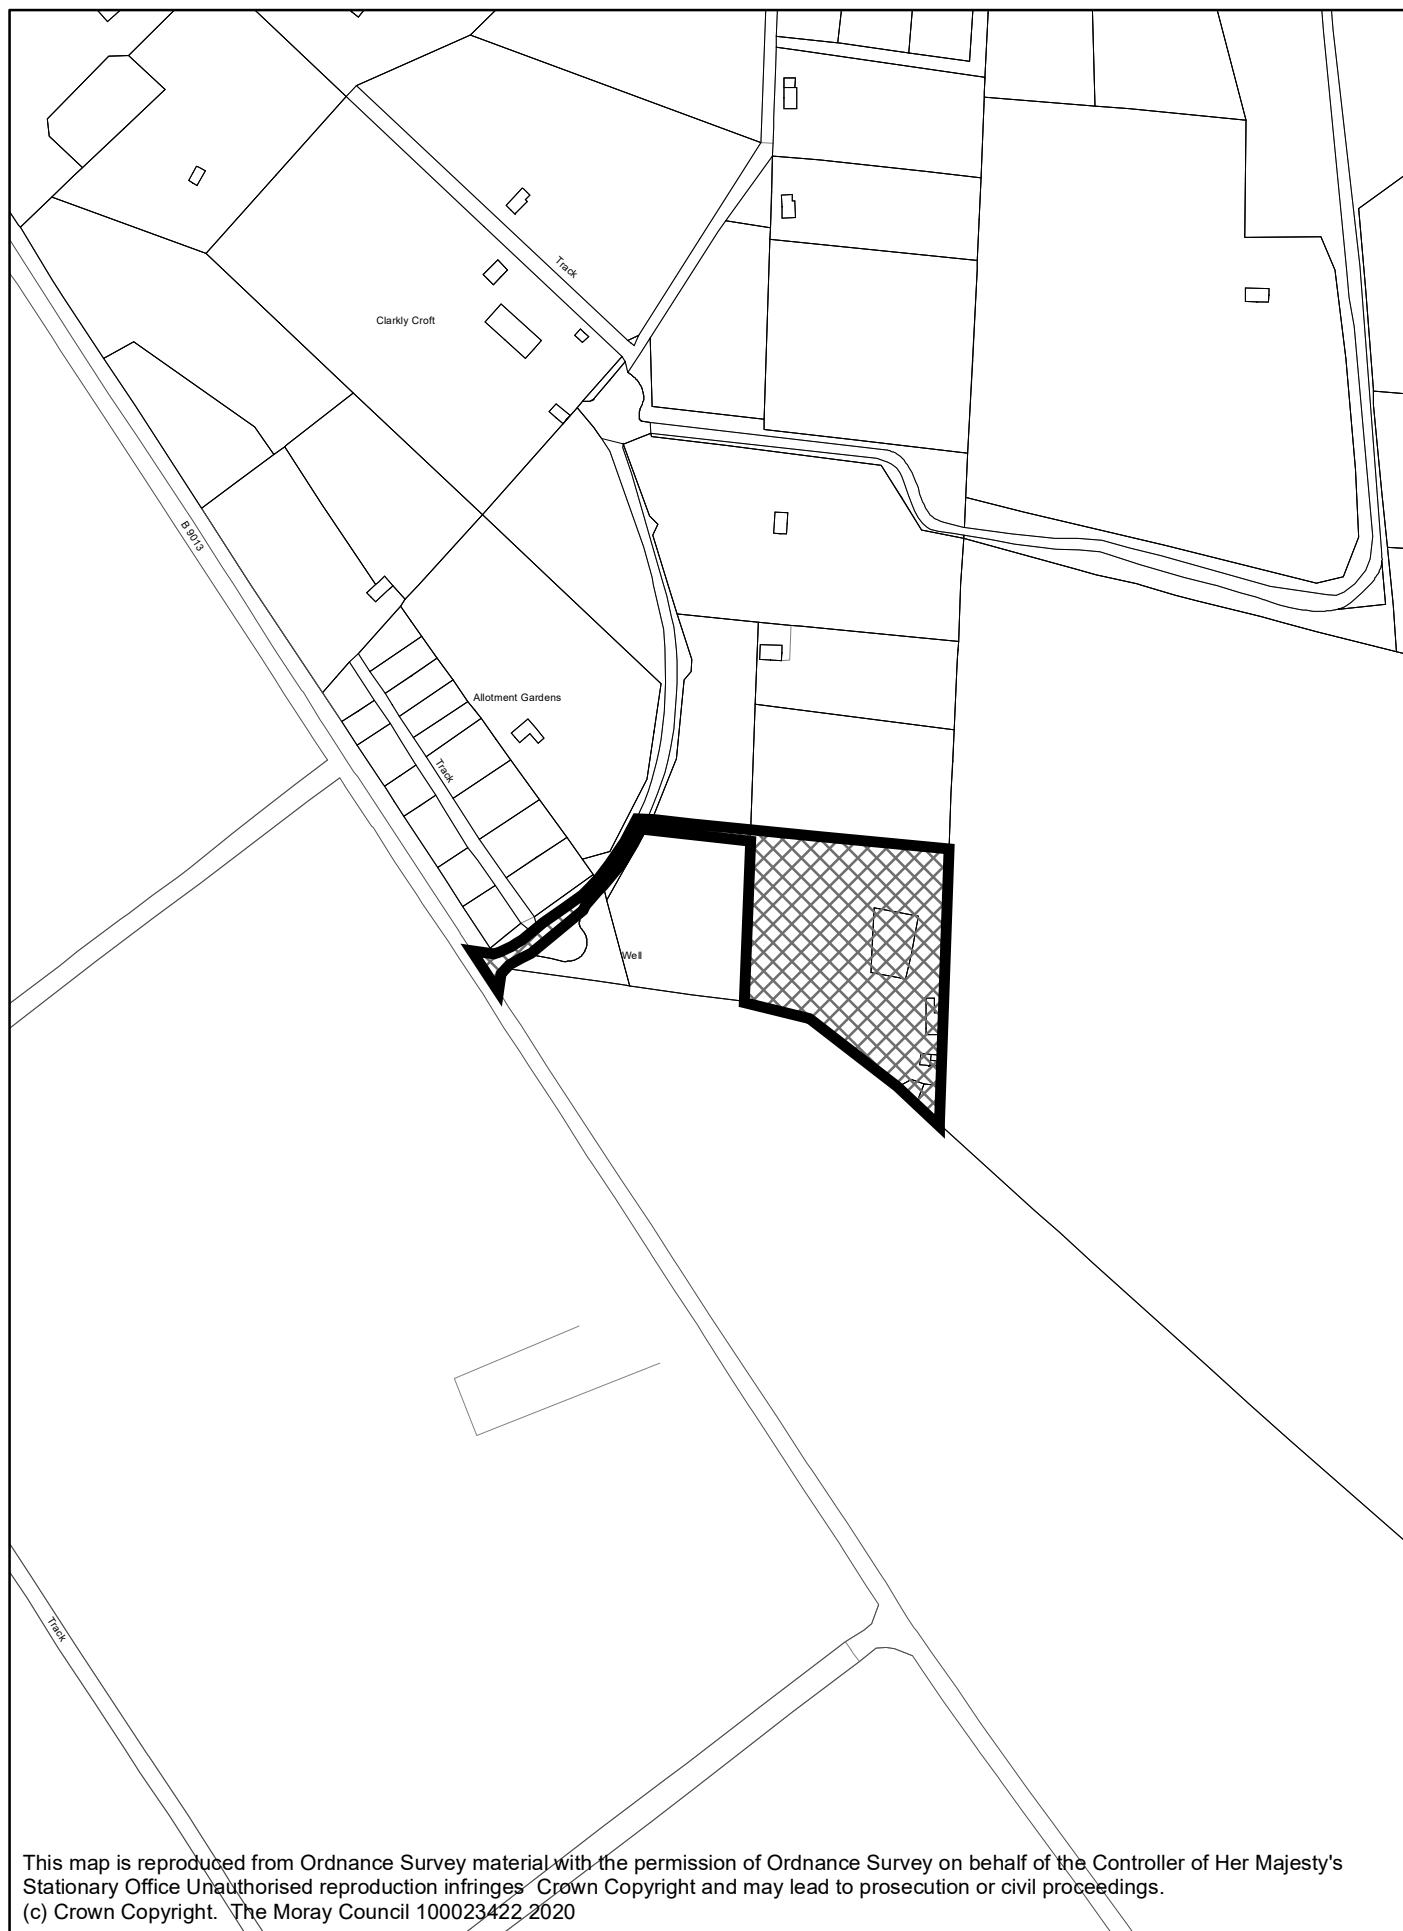 Track
Clarkly Croft
B 9013
Allotment Gardens
Track
Well
Track
This map is reproduced from Ordnance Survey material with the permission of Ordnance Survey on behalf of the Controller of Her Majesty's
Stationary Office Unauthorised reproduction infringes Crown Copyright and may lead to prosecution or civil proceedings.
(c) Crown Copyright. The Moray Council 100023422 2020